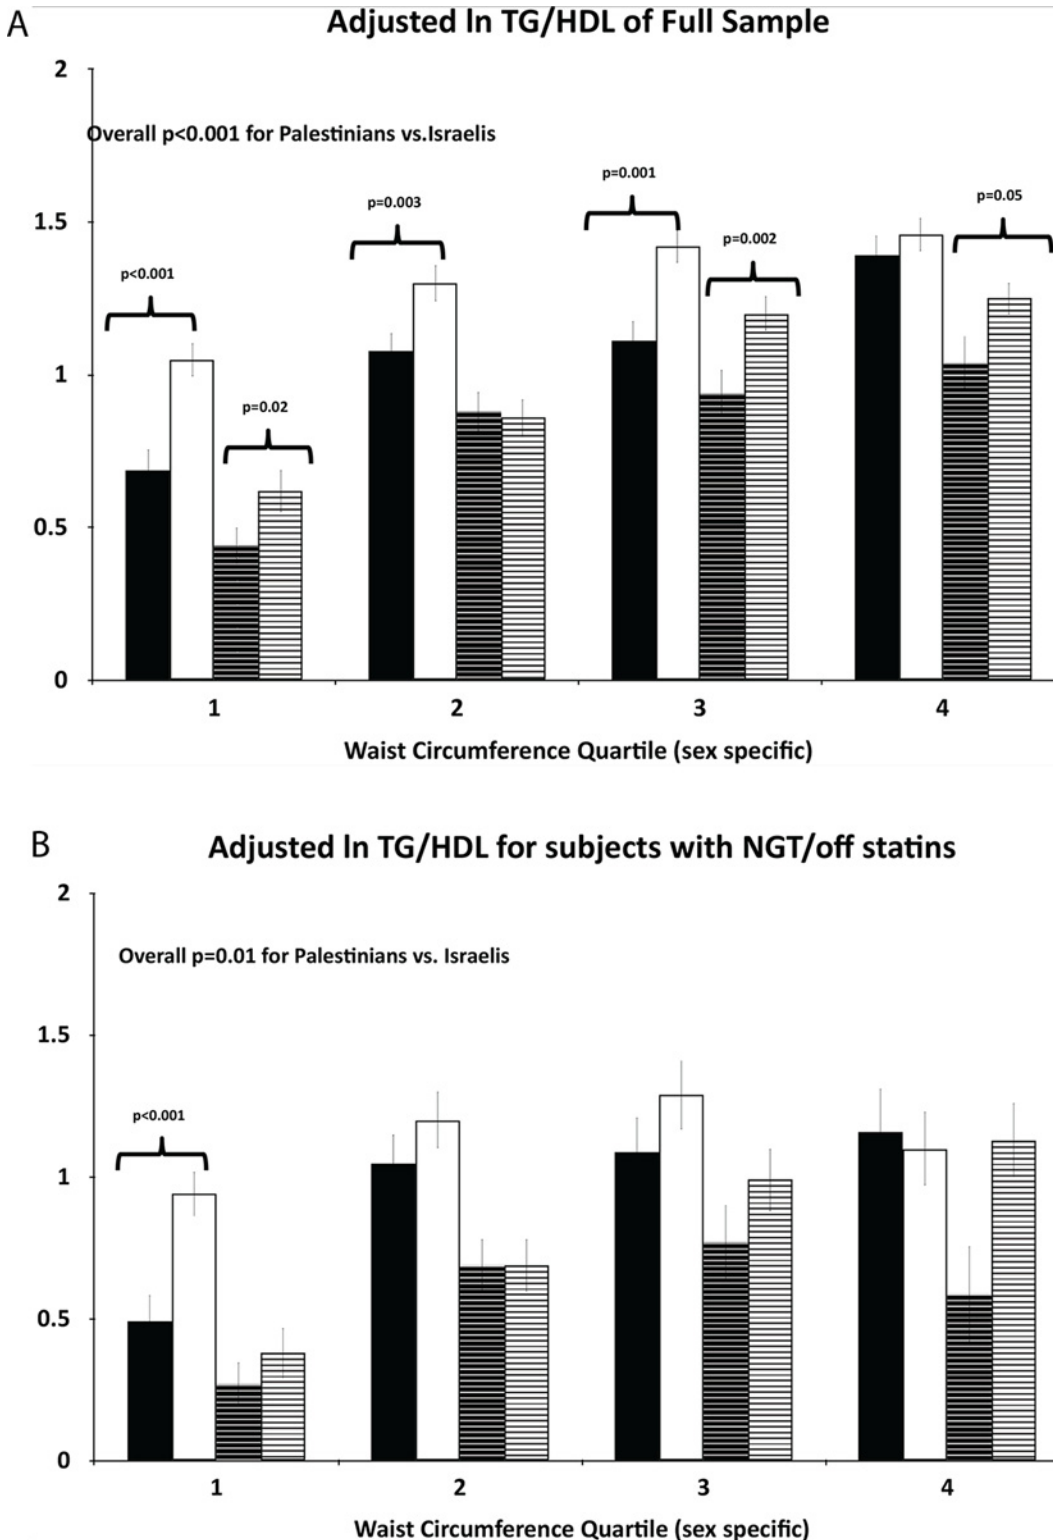 A
Adjusted ln TG/HDL of Full Sample
2
Overall p<0.001 for Palestinians vs.Israelis
p=0.001
p=0.05
p=0.003
1.5
p=0.002
p<0.001
1
p=0.02
0.5
0
1 2 3 4
Waist Circumference Quartile (sex specific)
B
Adjusted ln TG/HDL for subjects with NGT/off statins
2
Overall p=0.01 for Palestinians vs. Israelis
1.5
p<0.001
1
0.5
0
1 2 3 4
Waist Circumference Quartile (sex specific)